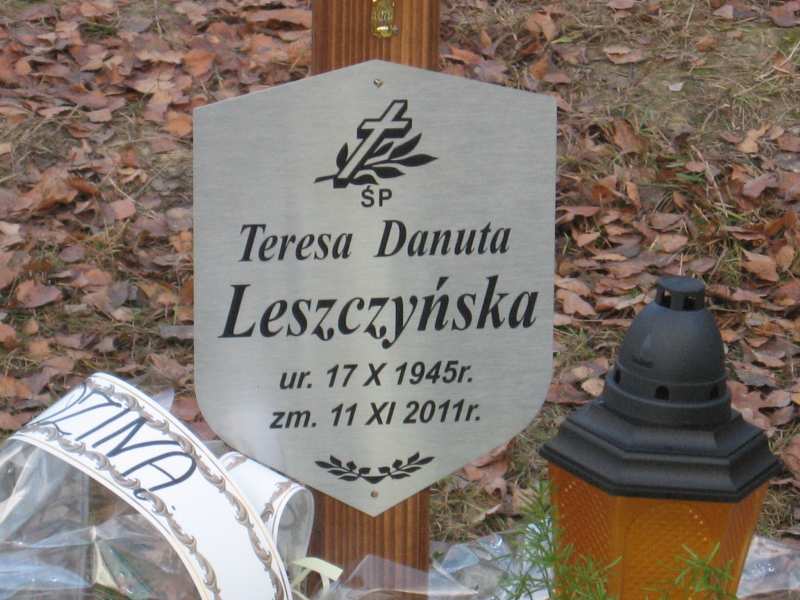 ŚP
Teresa Danuta
Leszczyńska
ur. 17 X 1945r.
zm. 11 XI 2011r.